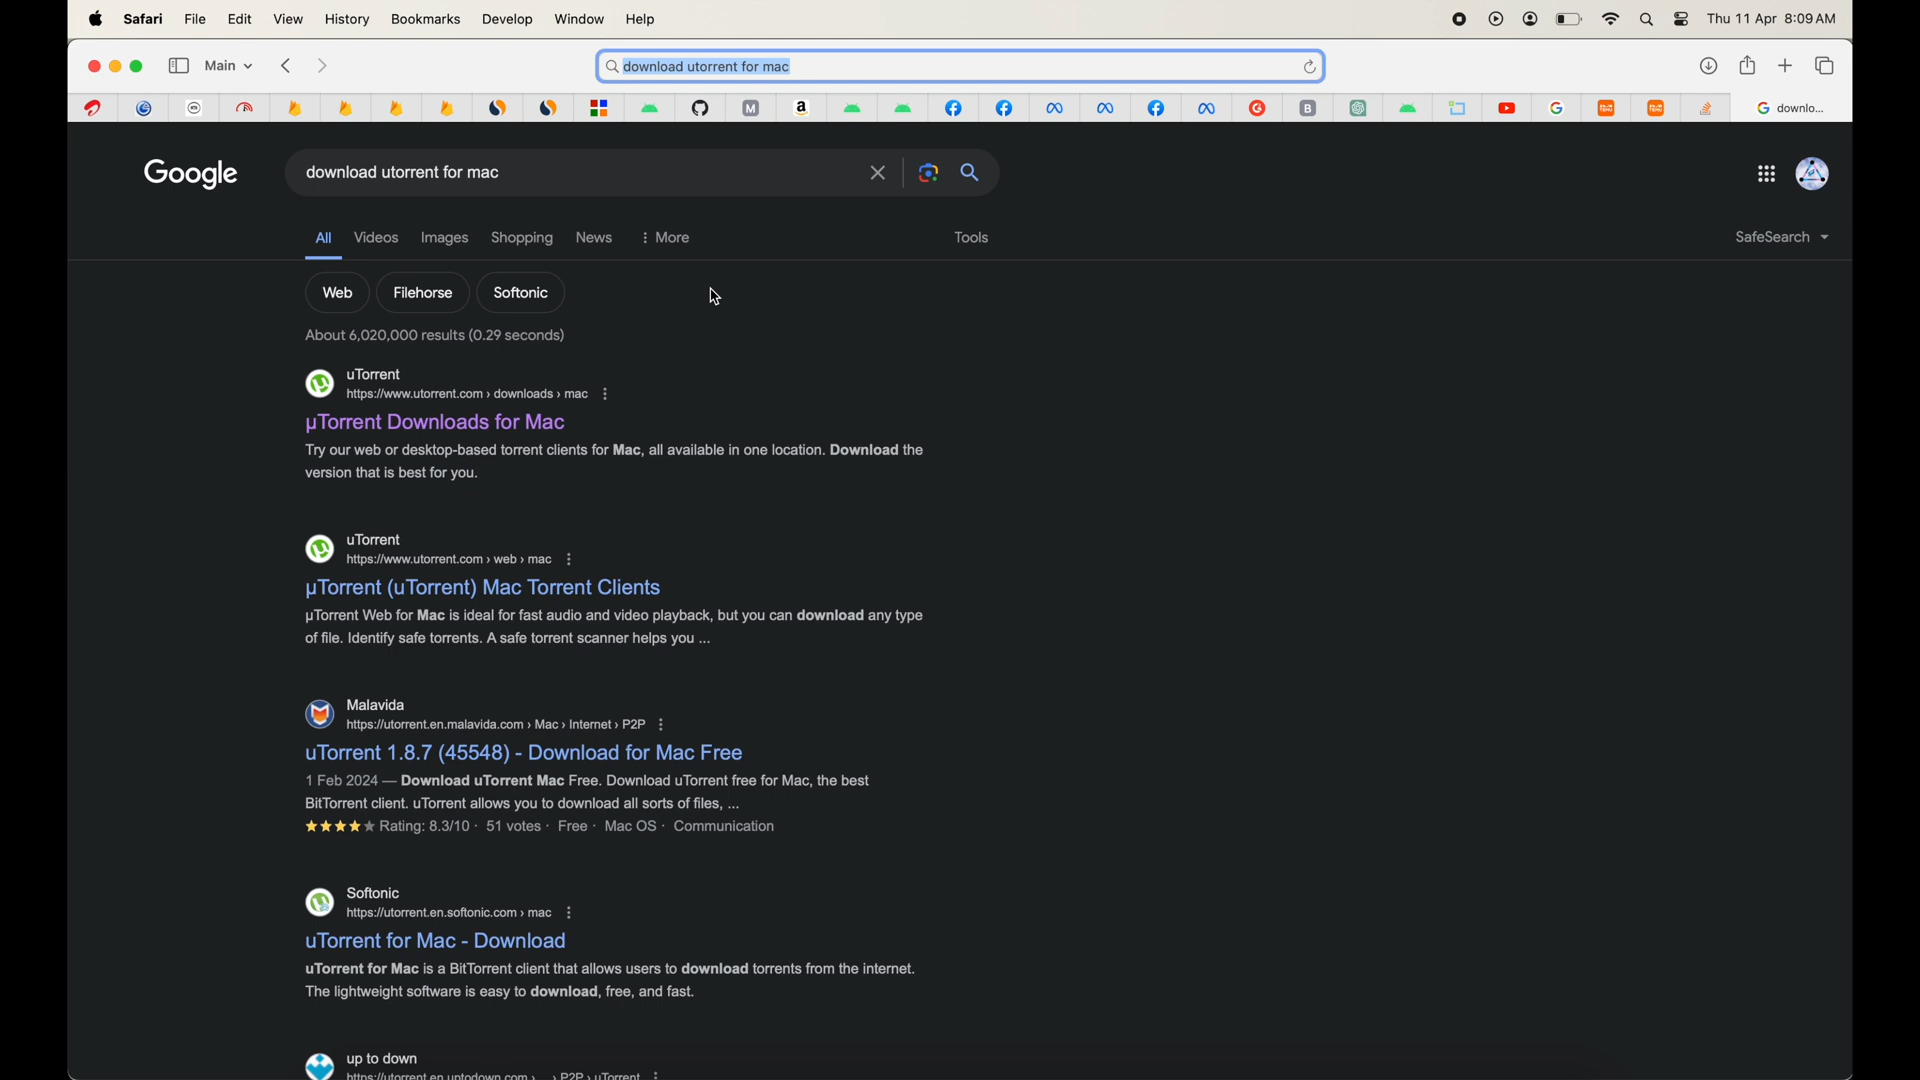 Safari File Edit View History Bookmarks Develop Window Help Thu 11 Apr 8:09 AM
Main download utorrent for mac
downlo...
Google download utorrent for mac
All Videos Images Shopping News More Tools SafeSearch
Web Filehorse Softonic
About 6,020,000 results (0.29 seconds)
uTorrent
https://www.utorrent.com › downloads › mac
µTorrent Downloads for Mac
Try our web or desktop-based torrent clients for Mac, all available in one location. Download the
version that is best for you.
uTorrent
https://www.utorrent.com › web › mac
µTorrent (uTorrent) Mac Torrent Clients
µTorrent Web for Mac is ideal for fast audio and video playback, but you can download any type
of file. Identify safe torrents. A safe torrent scanner helps you ...
Malavida
https://utorrent.en.malavida.com › Mac › Internet › P2P
uTorrent 1.8.7 (45548) - Download for Mac Free
1 Feb 2024 — Download uTorrent Mac Free. Download uTorrent free for Mac, the best
BitTorrent client. uTorrent allows you to download all sorts of files, ...
Rating: 8.3/10 · 51 votes · Free · Mac OS · Communication
Softonic
https://utorrent.en.softonic.com › mac
uTorrent for Mac - Download
uTorrent for Mac is a BitTorrent client that allows users to download torrents from the internet.
The lightweight software is easy to download, free, and fast.
up to down
https://utorrent.en.uptodown.com › ... › P2P › uTorrent